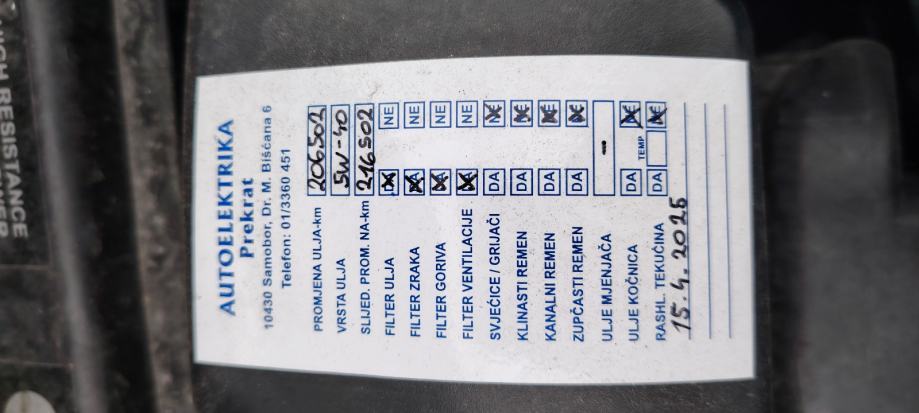 HIGH RESISTANCE
AUTOELEKTRIKA
Prekrat
10430 Samobor, Dr. M. Bišćana 6
Telefon: 01/3360 451
PROMJENA ULJA-km 206502
VRSTA ULJA 5W-40
SLIJED. PROM. NA-km 216502
FILTER ULJA DA NE
FILTER ZRAKA DA NE
FILTER GORIVA DA NE
FILTER VENTILACIJE DA NE
SVJEĆICE / GRIJAČI DA NE
KLINASTI REMEN DA NE
KANALNI REMEN DA NE
ZUPČASTI REMEN DA NE
ULJE MJENJAČA -
ULJE KOČNICA DA TEMP NE
RASHL. TEKUĆINA DA NE
15.4.2025